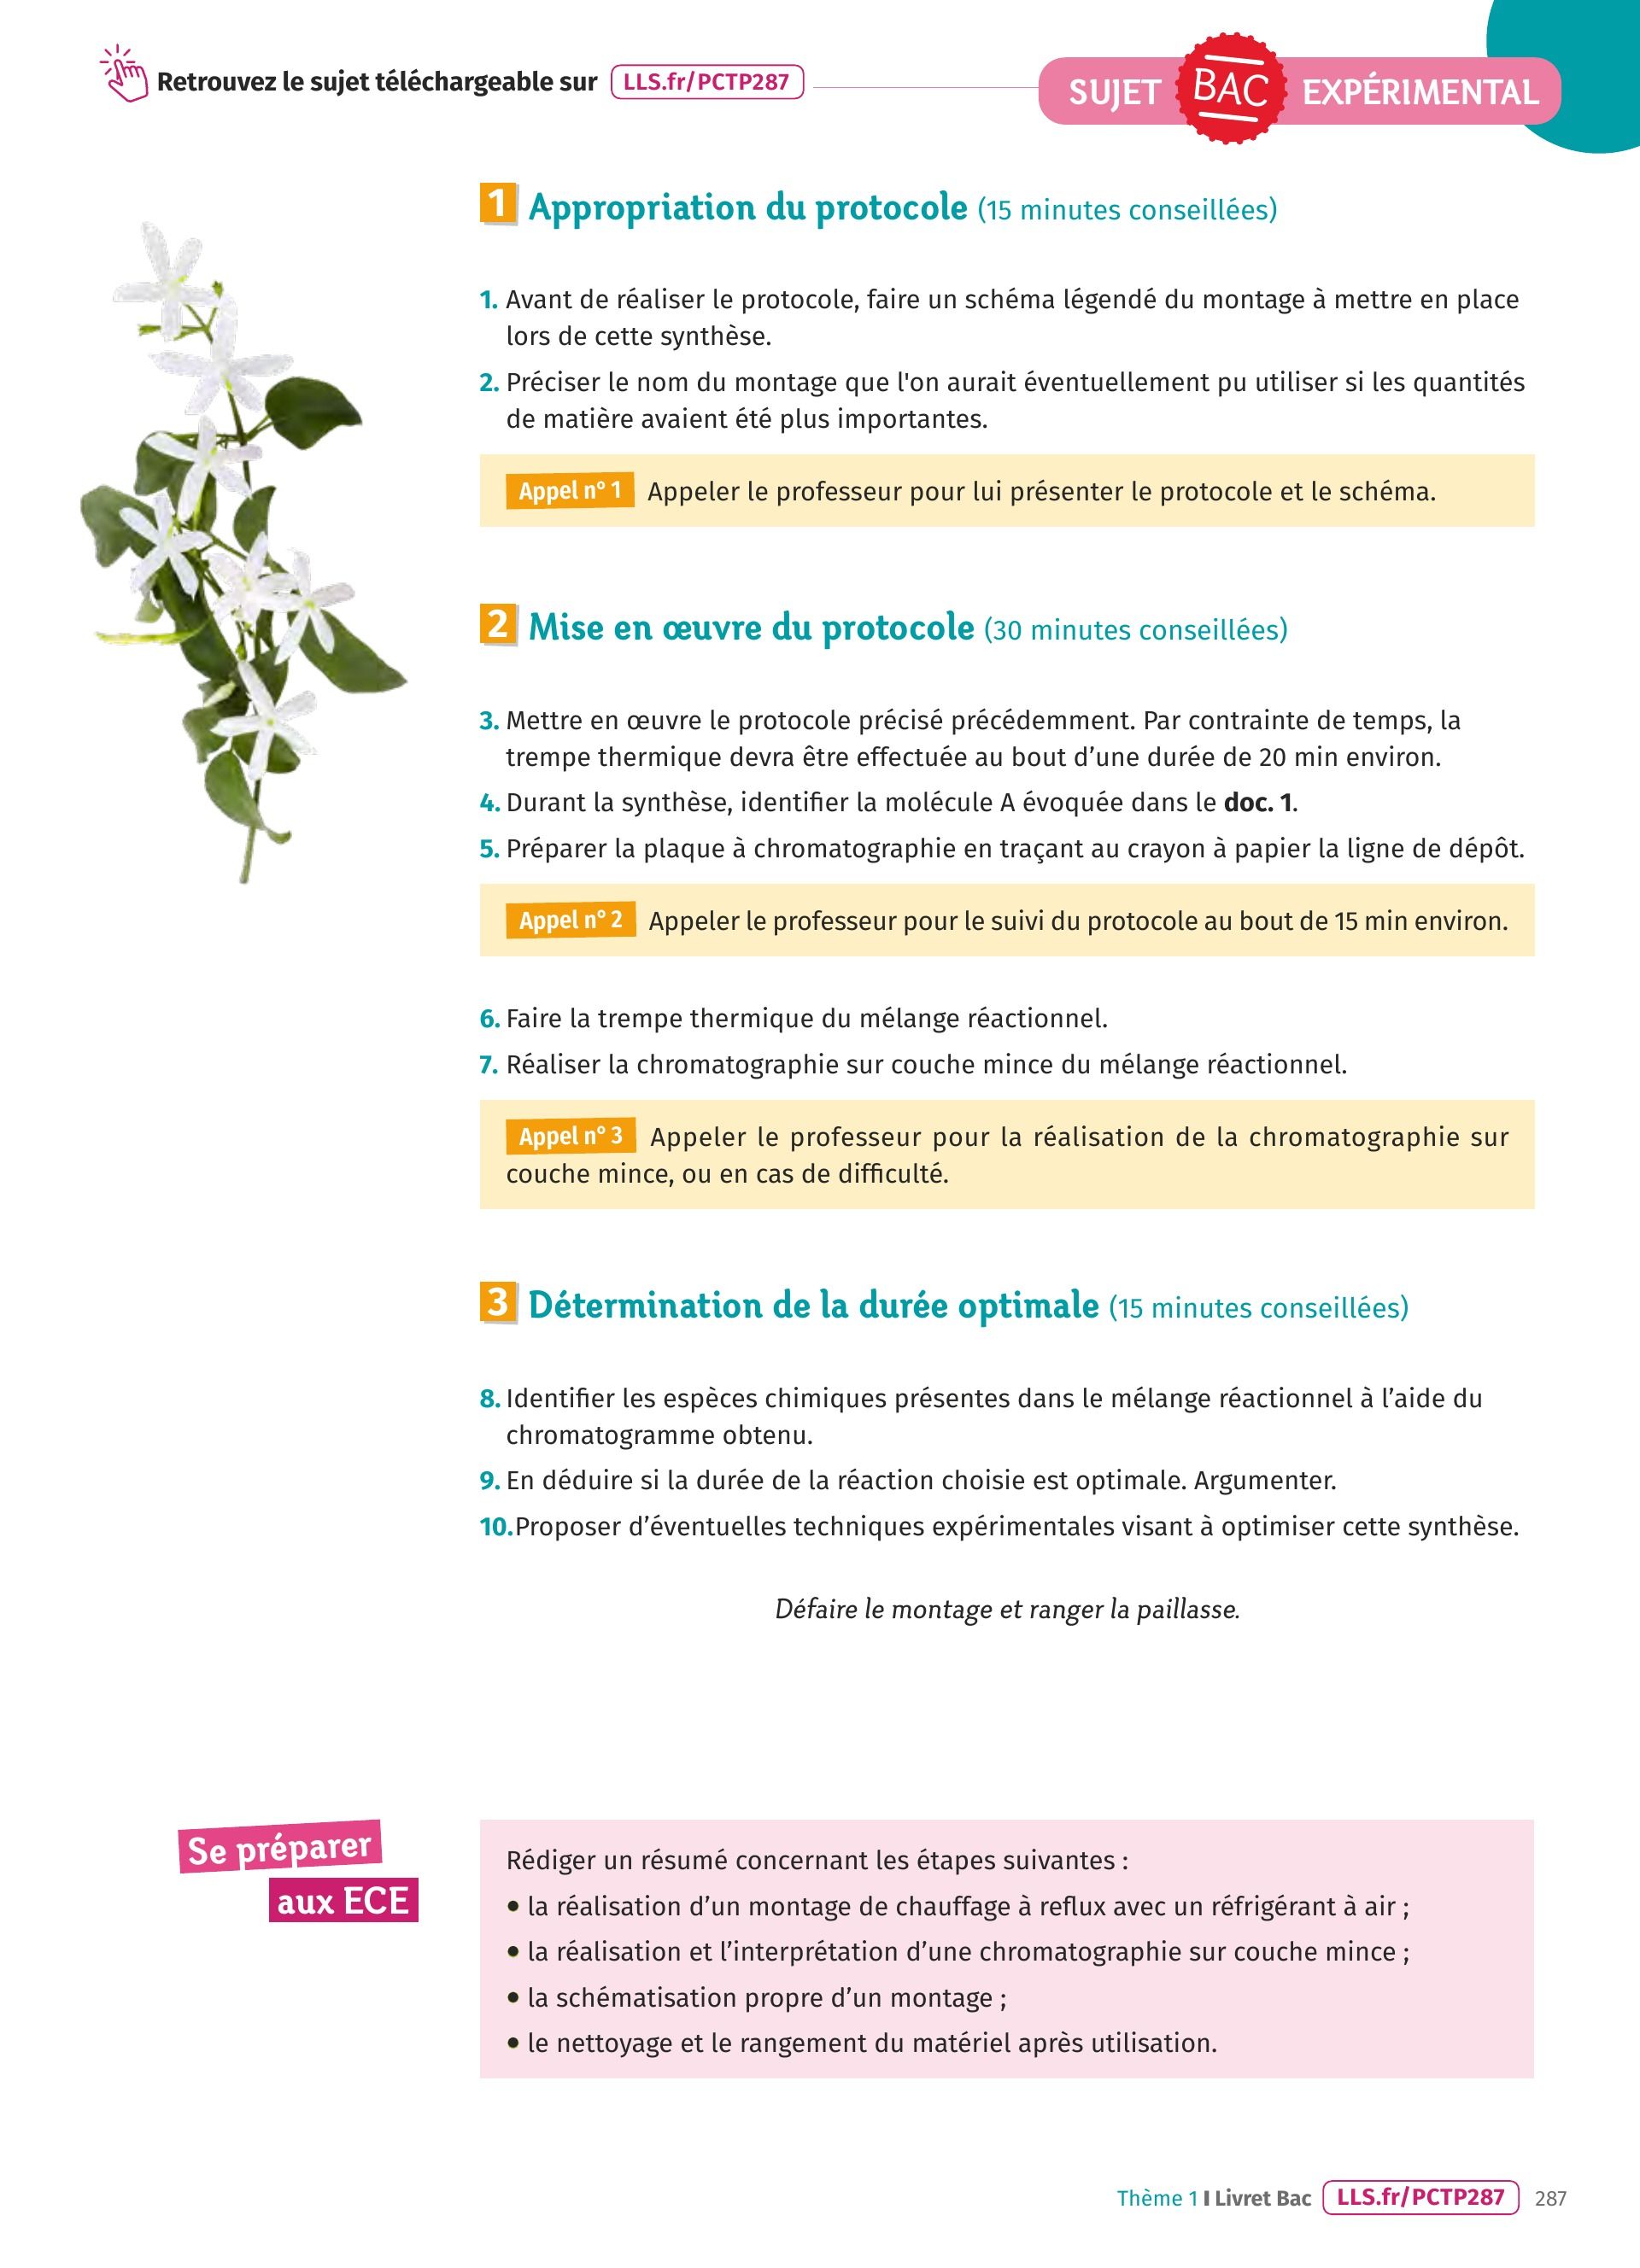 Retrouvez le sujet téléchargeable sur LLS.fr/PCTP287
SUJET BAC EXPÉRIMENTAL
1 Appropriation du protocole (15 minutes conseillées)
1. Avant de réaliser le protocole, faire un schéma légendé du montage à mettre en place
lors de cette synthèse.
2. Préciser le nom du montage que l'on aurait éventuellement pu utiliser si les quantités
de matière avaient été plus importantes.
Appel n° 1 Appeler le professeur pour lui présenter le protocole et le schéma.
2 Mise en œuvre du protocole (30 minutes conseillées)
3. Mettre en œuvre le protocole précisé précédemment. Par contrainte de temps, la
trempe thermique devra être effectuée au bout d’une durée de 20 min environ.
4. Durant la synthèse, identifier la molécule A évoquée dans le doc. 1.
5. Préparer la plaque à chromatographie en traçant au crayon à papier la ligne de dépôt.
Appel n° 2 Appeler le professeur pour le suivi du protocole au bout de 15 min environ.
6. Faire la trempe thermique du mélange réactionnel.
7. Réaliser la chromatographie sur couche mince du mélange réactionnel.
Appel n° 3 Appeler le professeur pour la réalisation de la chromatographie sur
couche mince, ou en cas de difficulté.
3 Détermination de la durée optimale (15 minutes conseillées)
8. Identifier les espèces chimiques présentes dans le mélange réactionnel à l’aide du
chromatogramme obtenu.
9. En déduire si la durée de la réaction choisie est optimale. Argumenter.
10.Proposer d’éventuelles techniques expérimentales visant à optimiser cette synthèse.
Défaire le montage et ranger la paillasse.
Se préparer
aux ECE
Rédiger un résumé concernant les étapes suivantes :
• la réalisation d’un montage de chauffage à reflux avec un réfrigérant à air ;
• la réalisation et l’interprétation d’une chromatographie sur couche mince ;
• la schématisation propre d’un montage ;
• le nettoyage et le rangement du matériel après utilisation.
Thème 1 I Livret Bac LLS.fr/PCTP287 287